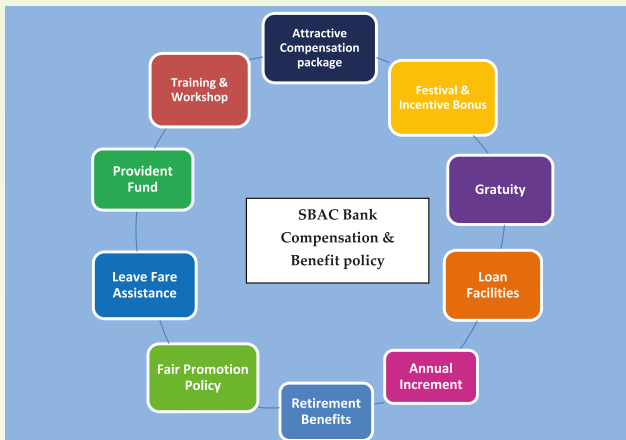 Attractive
Compensation
package
Festival &
Incentive Bonus
Gratuity
Loan
Facilities
Annual
Increment
Retirement
Benefits
Fair Promotion
Policy
Leave Fare
Assistance
Provident
Fund
Training &
Workshop
SBAC Bank
Compensation &
Benefit policy